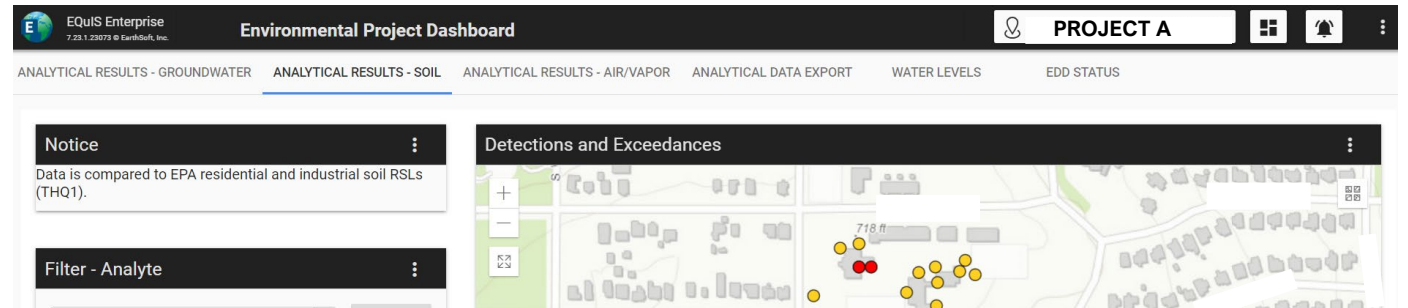 EQuIS Enterprise
7.23.1.23073 © EarthSoft, Inc.
Environmental Project Dashboard
PROJECT A
ANALYTICAL RESULTS - GROUNDWATER
ANALYTICAL RESULTS - SOIL
ANALYTICAL RESULTS - AIR/VAPOR
ANALYTICAL DATA EXPORT
WATER LEVELS
EDD STATUS
Notice
Data is compared to EPA residential and industrial soil RSLs
(THQ1).
Filter - Analyte
Detections and Exceedances
S
718 ft